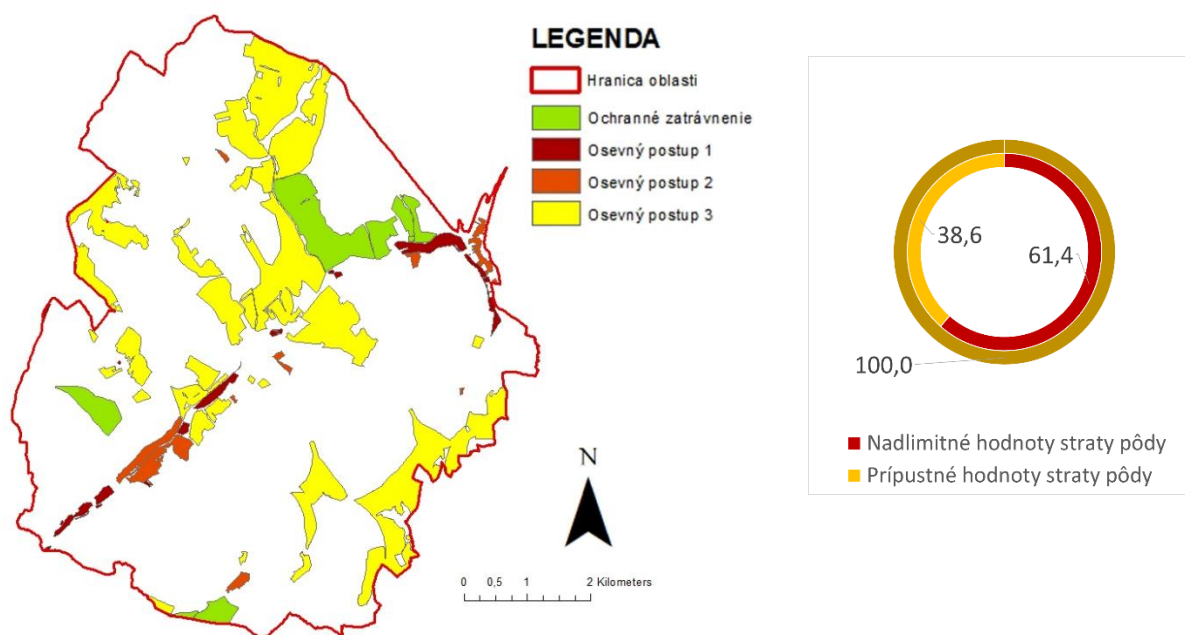 LEGENDA
Hranica oblasti
Ochranné zatrávnenie
Osevný postup 1
Osevný postup 2
Osevný postup 3
N
0 0,5 1 2 Kilometers
38,6
61,4
100,0
Nadlimitné hodnoty straty pôdy
Prípustné hodnoty straty pôdy